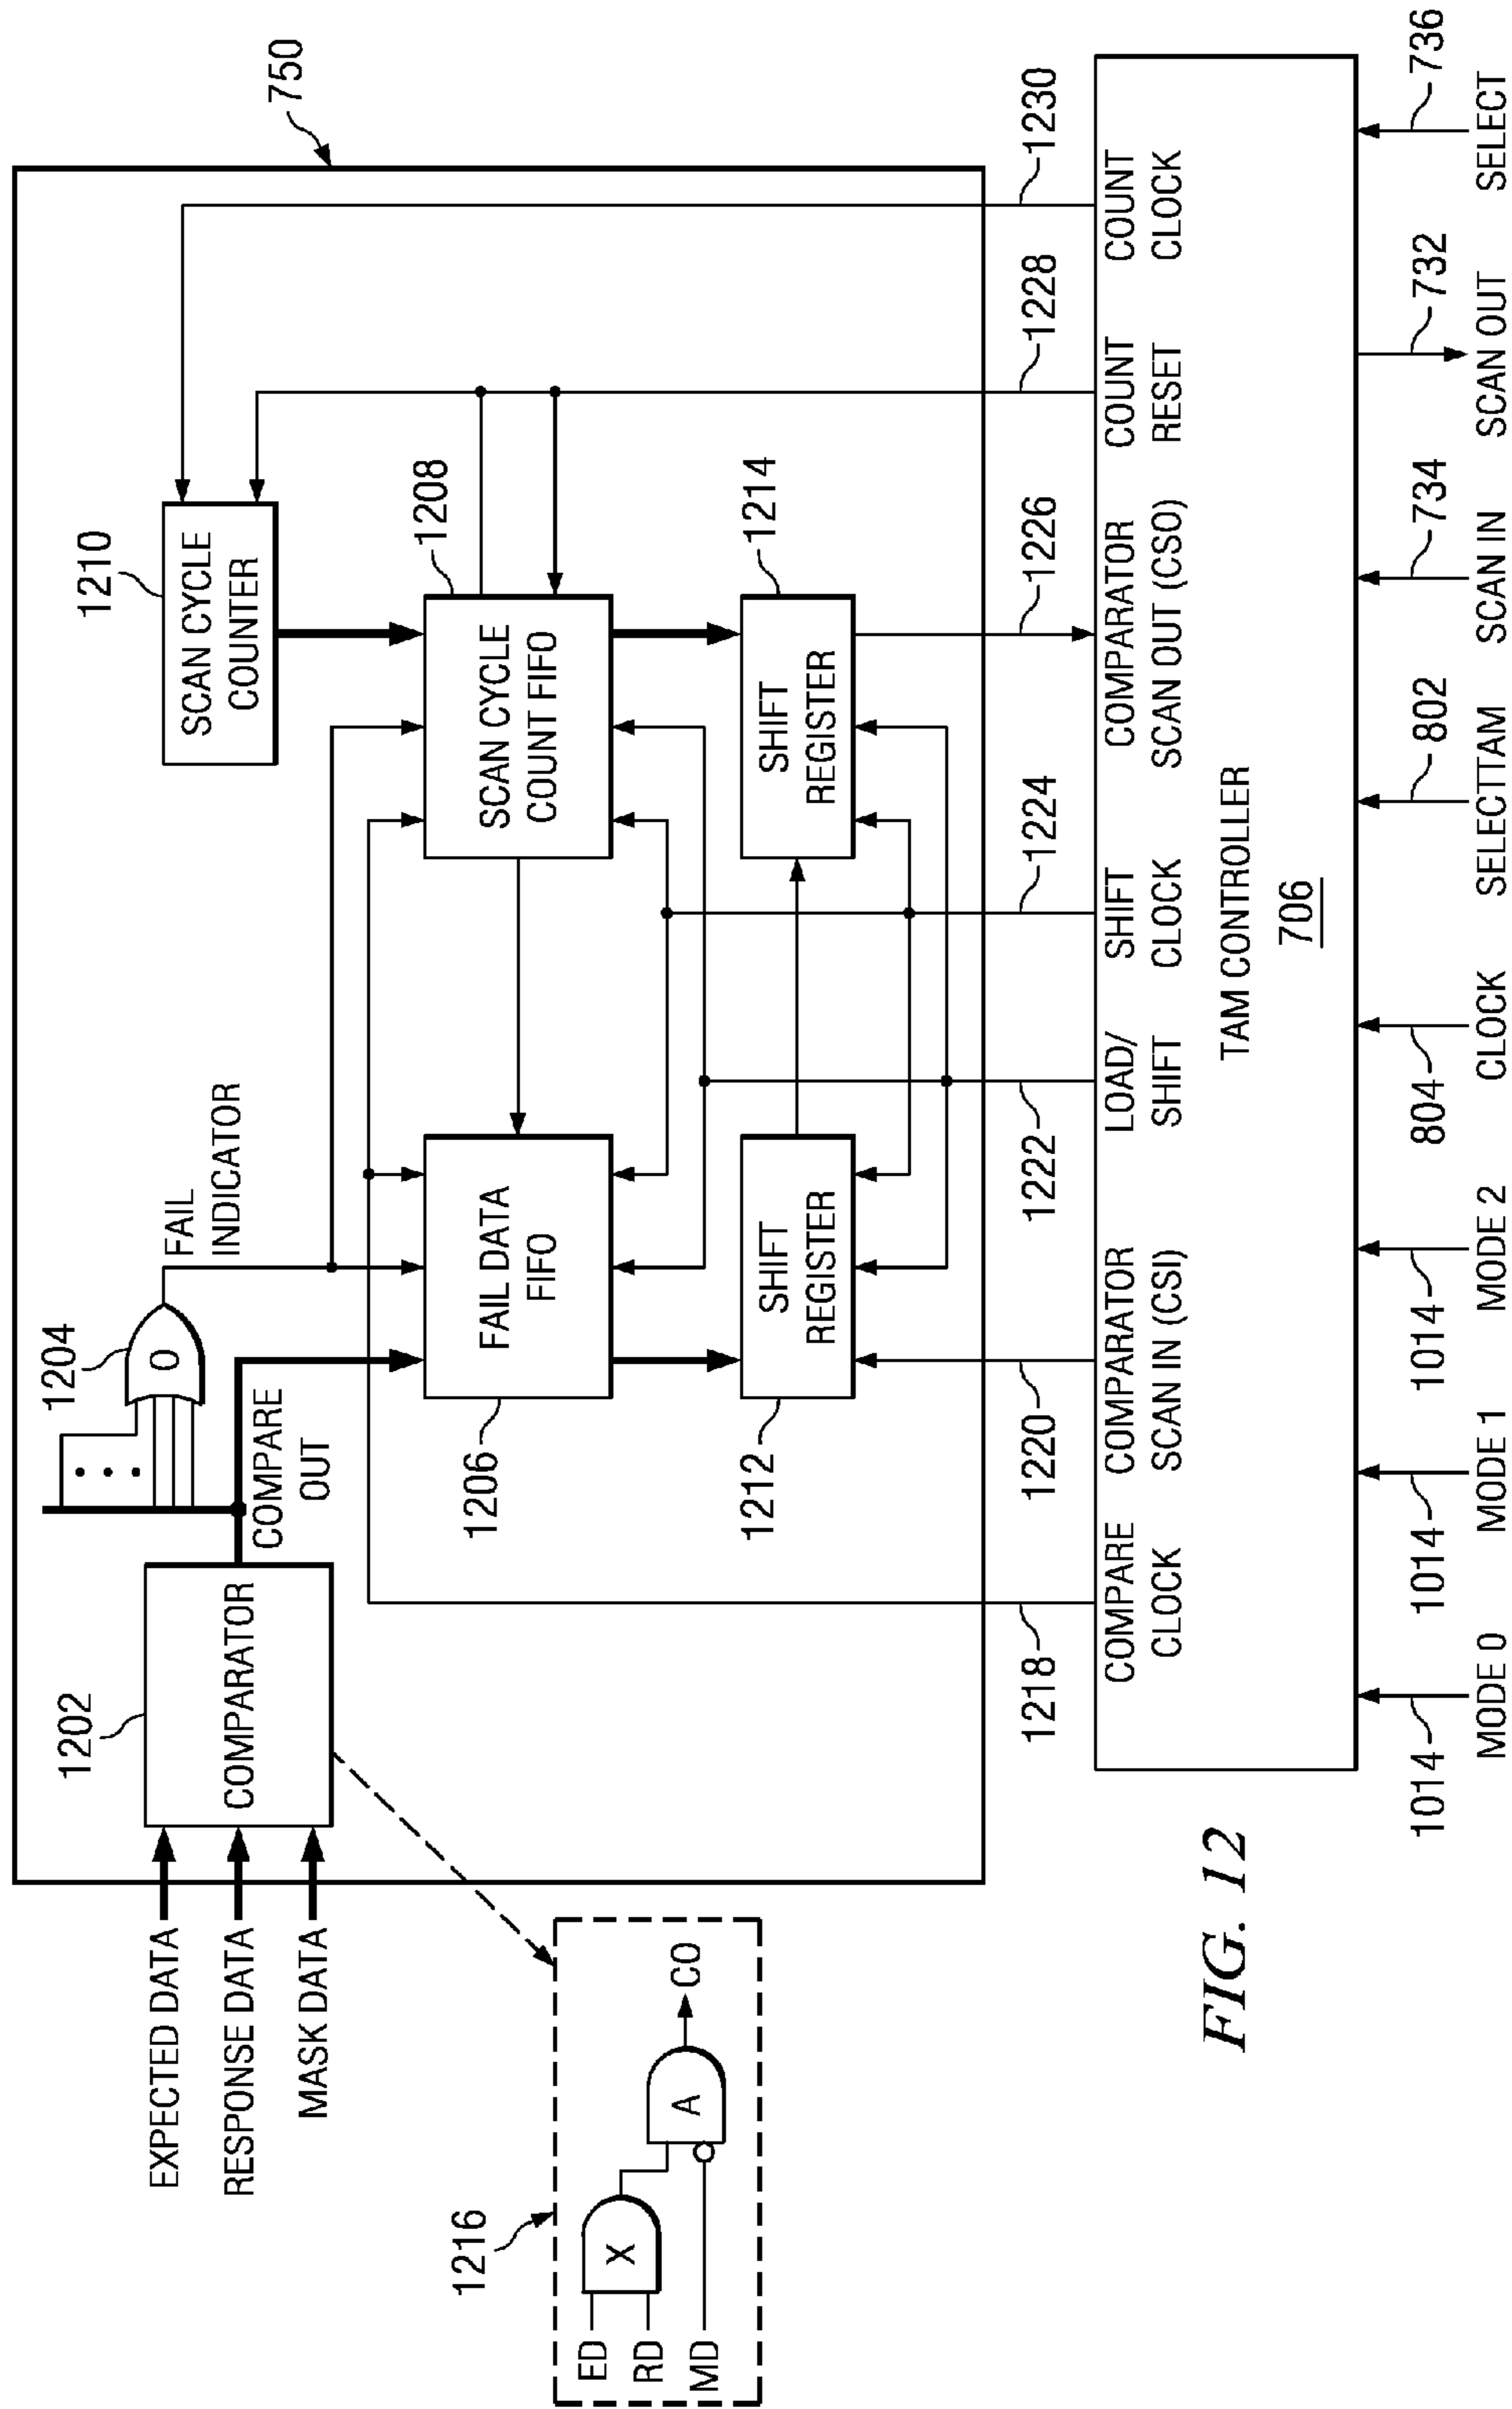 750
1210
SCAN CYCLE
COUNTER
FAIL
INDICATOR
1204
O
COMPARE
OUT
1202
COMPARATOR
EXPECTED DATA
RESPONSE DATA
MASK DATA
1206
FAIL DATA
FIFO
1208
SCAN CYCLE
COUNT FIFO
1212
SHIFT
REGISTER
1214
SHIFT
REGISTER
1216
ED
RD
MD
X
A
CO
1218
1220
1222
1224
1226
1228
1230
COMPARE
CLOCK
COMPARATOR
SCAN IN (CSI)
LOAD/
SHIFT
SHIFT
CLOCK
COMPARATOR
SCAN OUT (CSO)
COUNT
RESET
COUNT
CLOCK
TAM CONTROLLER
706
1014
1014
1014
804
802
734
732
736
MODE 0
MODE 1
MODE 2
CLOCK
SELECTTAM
SCAN IN
SCAN OUT
SELECT
FIG. 12